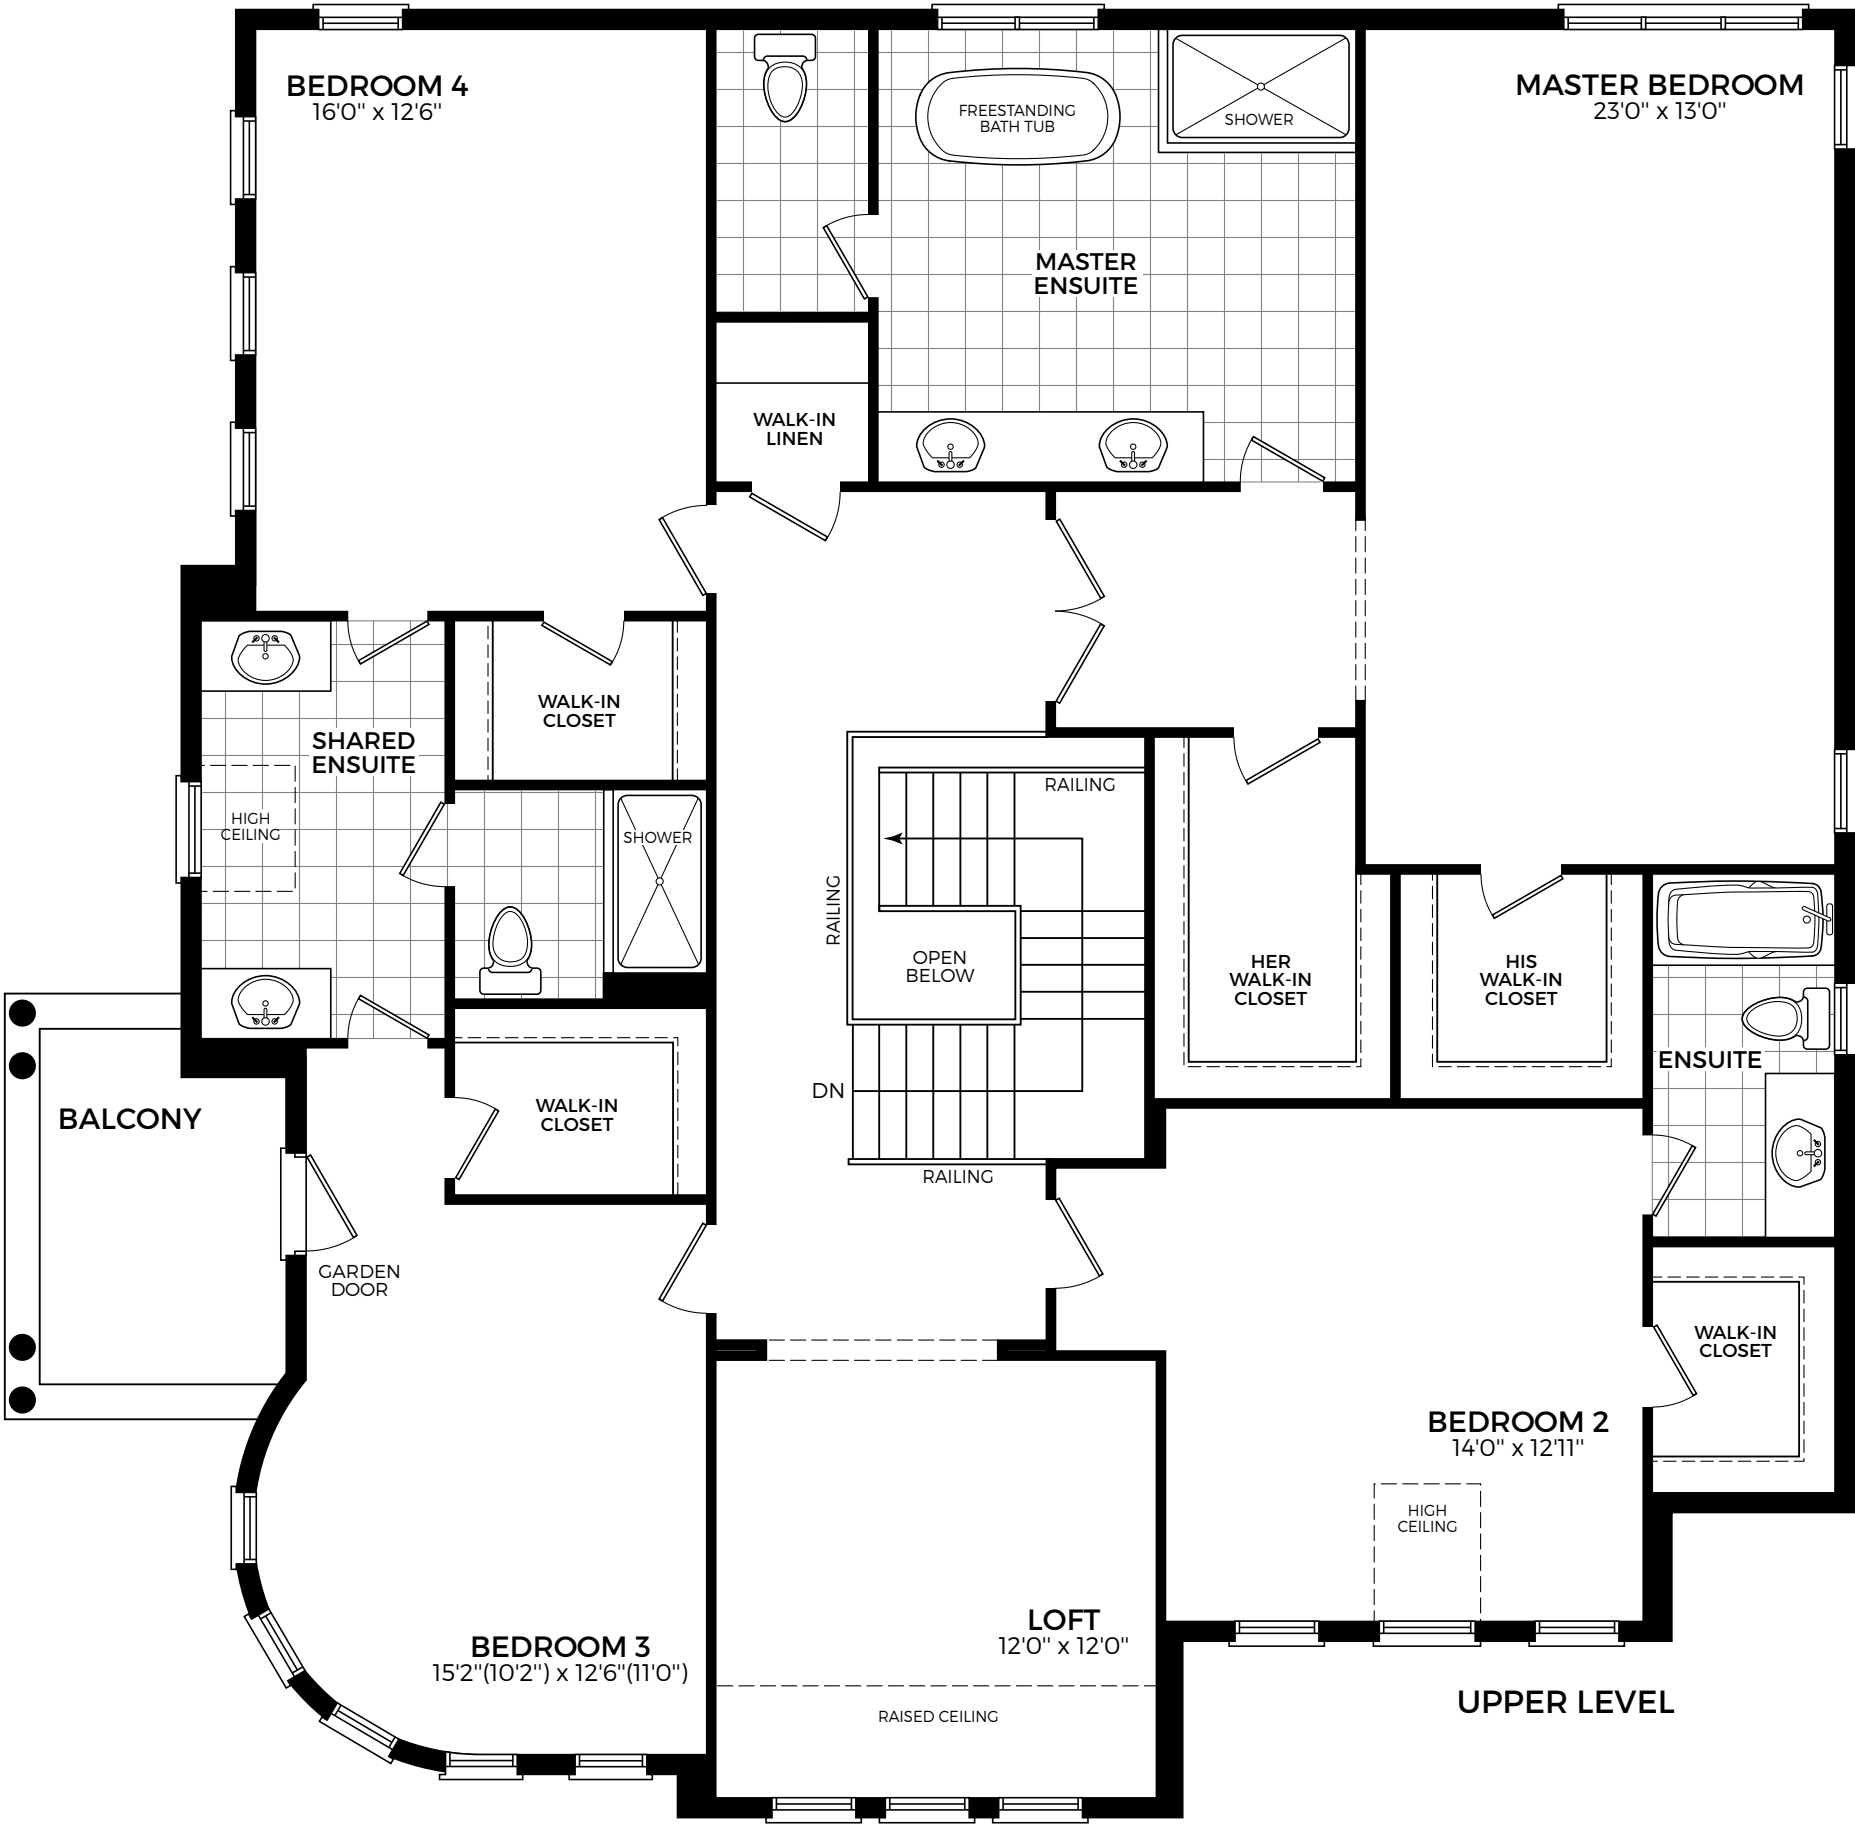 BEDROOM 4
16'0" x 12'6"
FREESTANDING
BATH TUB
SHOWER
MASTER BEDROOM
23'0" x 13'0"
MASTER
ENSUITE
WALK-IN
LINEN
WALK-IN
CLOSET
SHARED
ENSUITE
HIGH
CEILING
SHOWER
RAILING
RAILING
OPEN
BELOW
HER
WALK-IN
CLOSET
HIS
WALK-IN
CLOSET
ENSUITE
DN
BALCONY
WALK-IN
CLOSET
RAILING
GARDEN
DOOR
WALK-IN
CLOSET
BEDROOM 2
14'0" x 12'11"
HIGH
CEILING
LOFT
12'0" x 12'0"
BEDROOM 3
15'2"(10'2") x 12'6"(11'0")
RAISED CEILING
UPPER LEVEL